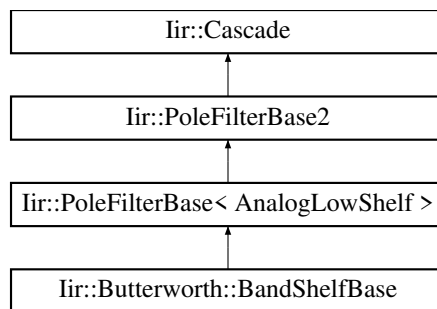 Iir::Cascade
Iir::PoleFilterBase2
Iir::PoleFilterBase< AnalogLowShelf >
Iir::Butterworth::BandShelfBase